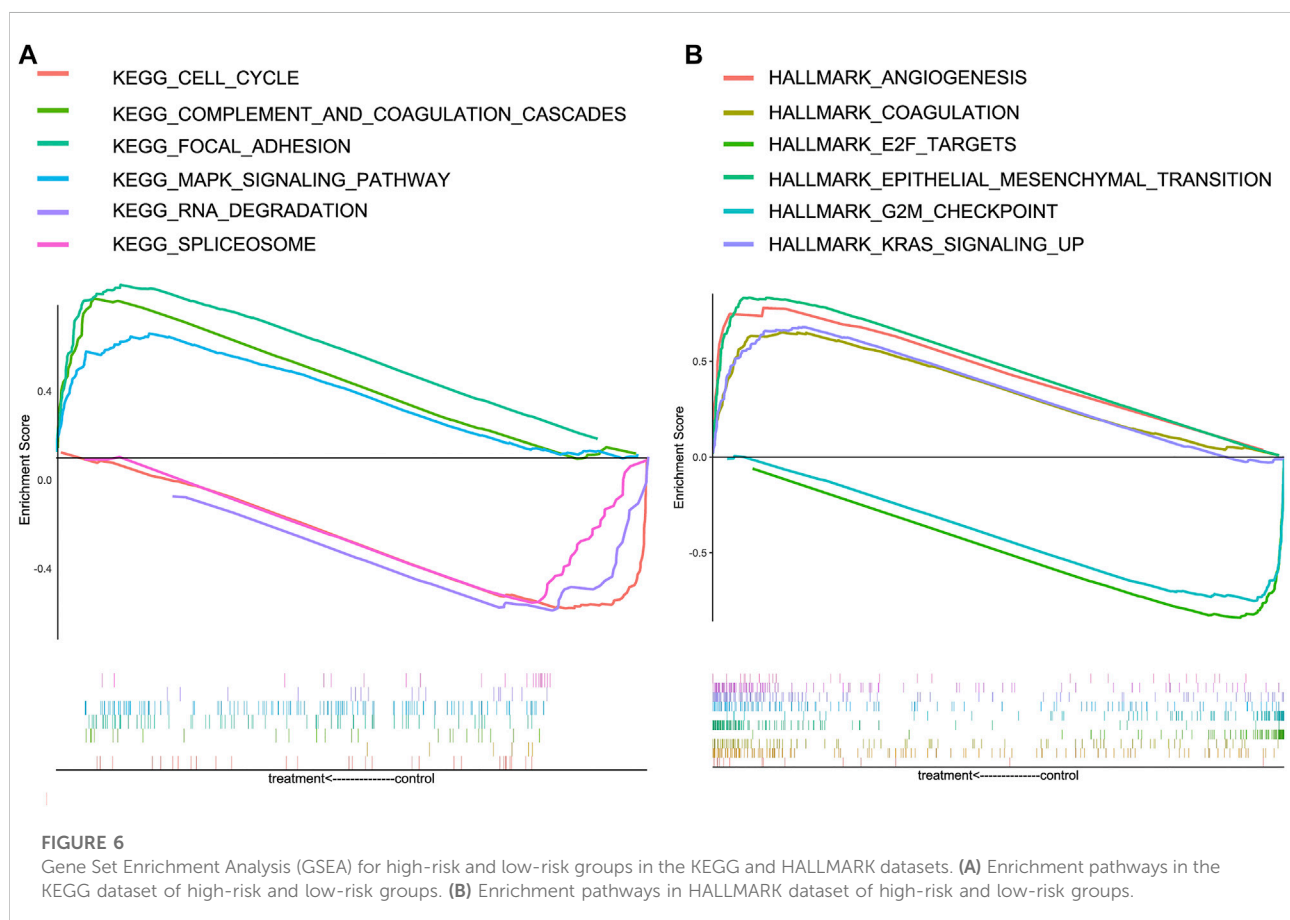 A
KEGG_CELL_CYCLE
KEGG_COMPLEMENT_AND_COAGULATION_CASCADES
KEGG_FOCAL_ADHESION
KEGG_MAPK_SIGNALING_PATHWAY
KEGG_RNA_DEGRADATION
KEGG_SPLICEOSOME
0.4
0.0
-0.4
Enrichment Score
treatment<--------------control
B
HALLMARK_ANGIOGENESIS
HALLMARK_COAGULATION
HALLMARK_E2F_TARGETS
HALLMARK_EPITHELIAL_MESENCHYMAL_TRANSITION
HALLMARK_G2M_CHECKPOINT
HALLMARK_KRAS_SIGNALING_UP
0.5
0.0
-0.5
Enrichment Score
treatment<--------------control
FIGURE 6
Gene Set Enrichment Analysis (GSEA) for high-risk and low-risk groups in the KEGG and HALLMARK datasets. (A) Enrichment pathways in the
KEGG dataset of high-risk and low-risk groups. (B) Enrichment pathways in HALLMARK dataset of high-risk and low-risk groups.